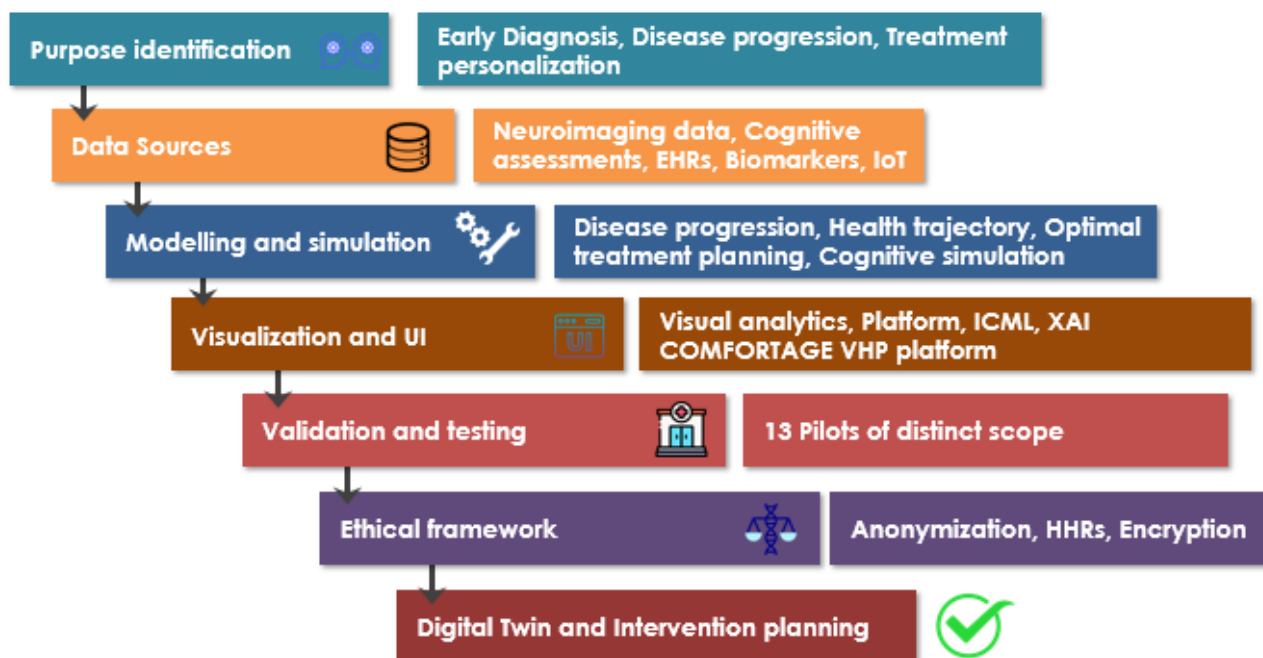 Purpose identification
Early Diagnosis, Disease progression, Treatment
personalization
Data Sources
Neuroimaging data, Cognitive
assessments, EHRs, Biomarkers, IoT
Modelling and simulation
Disease progression, Health trajectory, Optimal
treatment planning, Cognitive simulation
Visualization and UI
UI
Visual analytics, Platform, ICML, XAI
COMFORTAGE VHP platform
Validation and testing
13 Pilots of distinct scope
Ethical framework
Anonymization, HHRs, Encryption
Digital Twin and Intervention planning